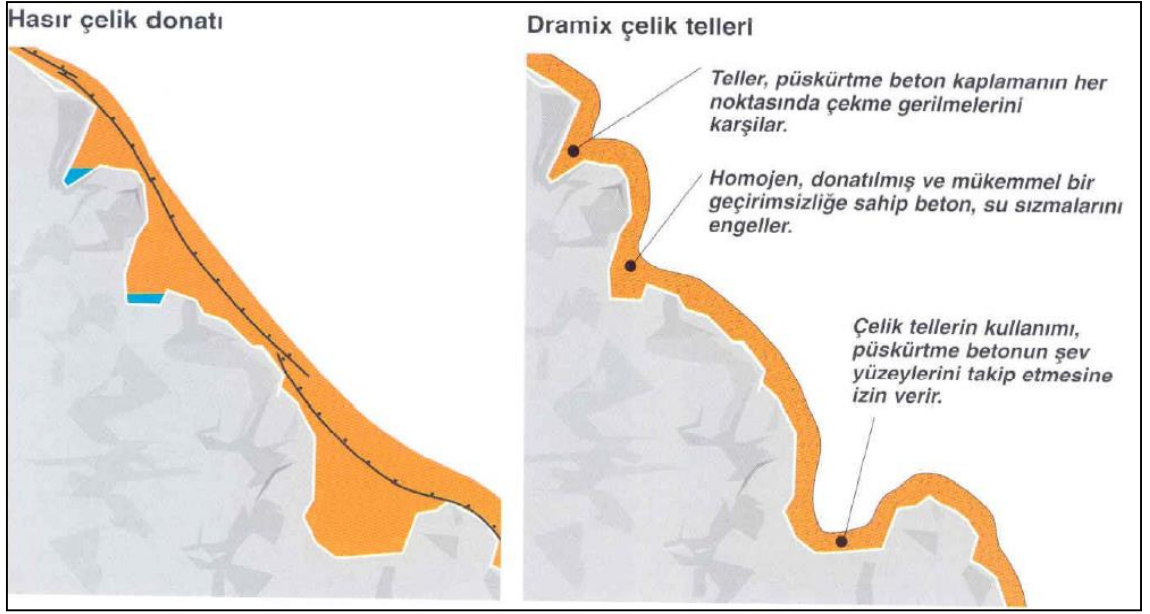 Hasır çelik donatı
Dramix çelik telleri
Teller, püskürtme beton kaplamanın her
noktasında çekme gerilmelerini
karşilar.
Homojen, donatılmış ve mükemmel bir
geçirimsizliğe sahip beton, su sızmalarını
engeller.
Çelik tellerin kullanımı,
püskürtme betonun şev
yüzeylerini takip etmesine
izin verir.